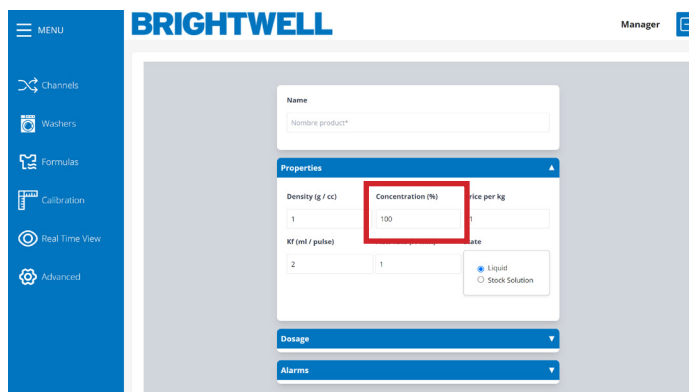 MENU
BRIGHTWELL
Manager
Channels
Washers
Formulas
Calibration
Real Time View
Advanced
Name
Nombre product*
Properties
Density (g / cc)
Concentration (%)
rice per kg
1
100
1
Kf (ml / pulse)
ate
2
1
Liquid
Stock Solution
Dosage
Alarms